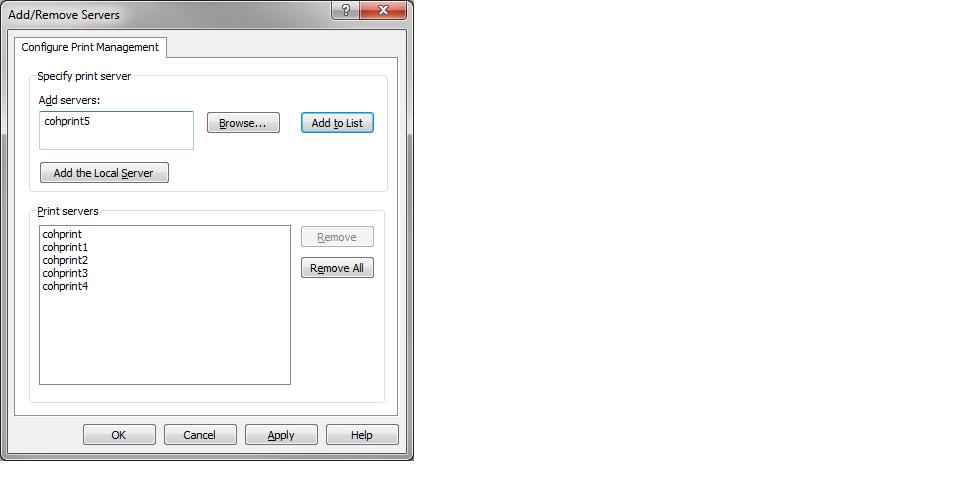 Add/Remove Servers
?
Configure Print Management
Specify print server
Add servers:
cohprint5
Browse...
Add to List
Add the Local Server
Print servers
cohprint
cohprint1
cohprint2
cohprint3
cohprint4
Remove
Remove All
OK
Cancel
Apply
Help